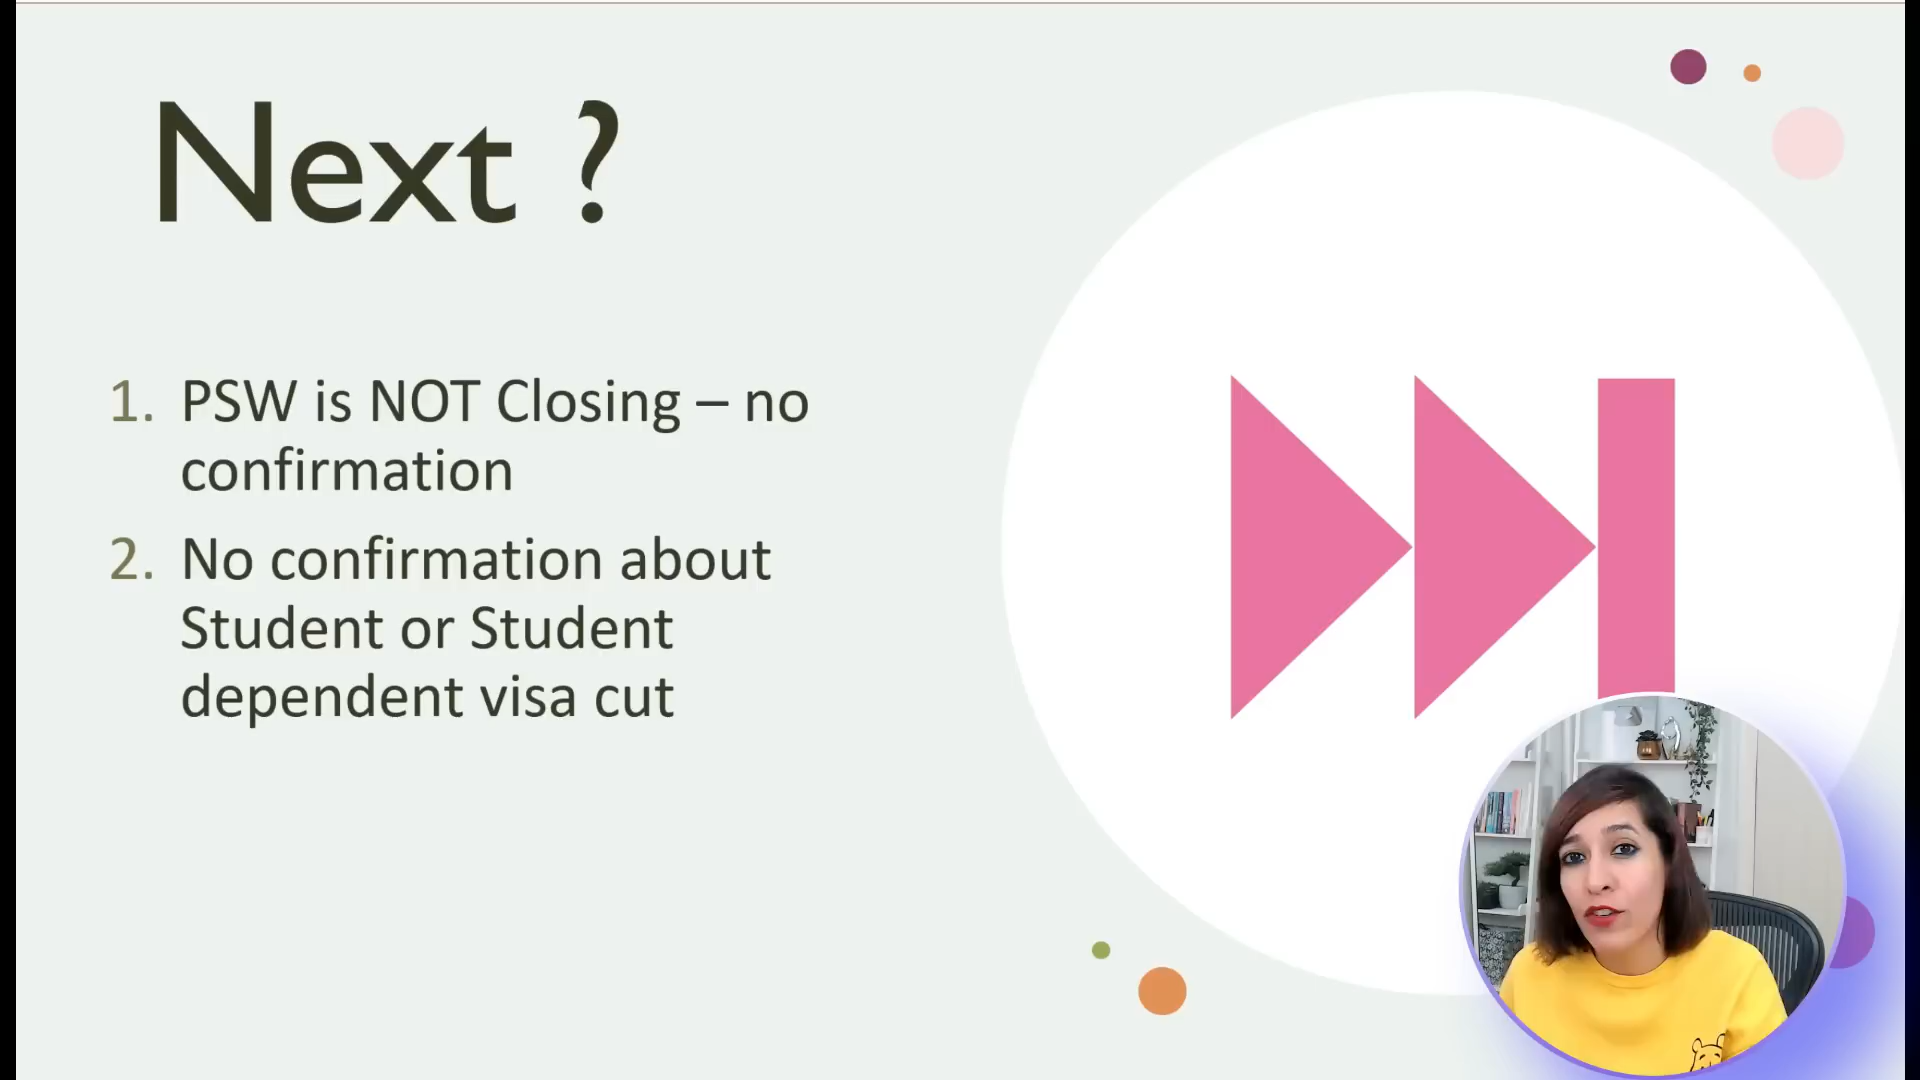 Next ?
1. PSW is NOT Closing – no
confirmation
2. No confirmation about
Student or Student
dependent visa cut